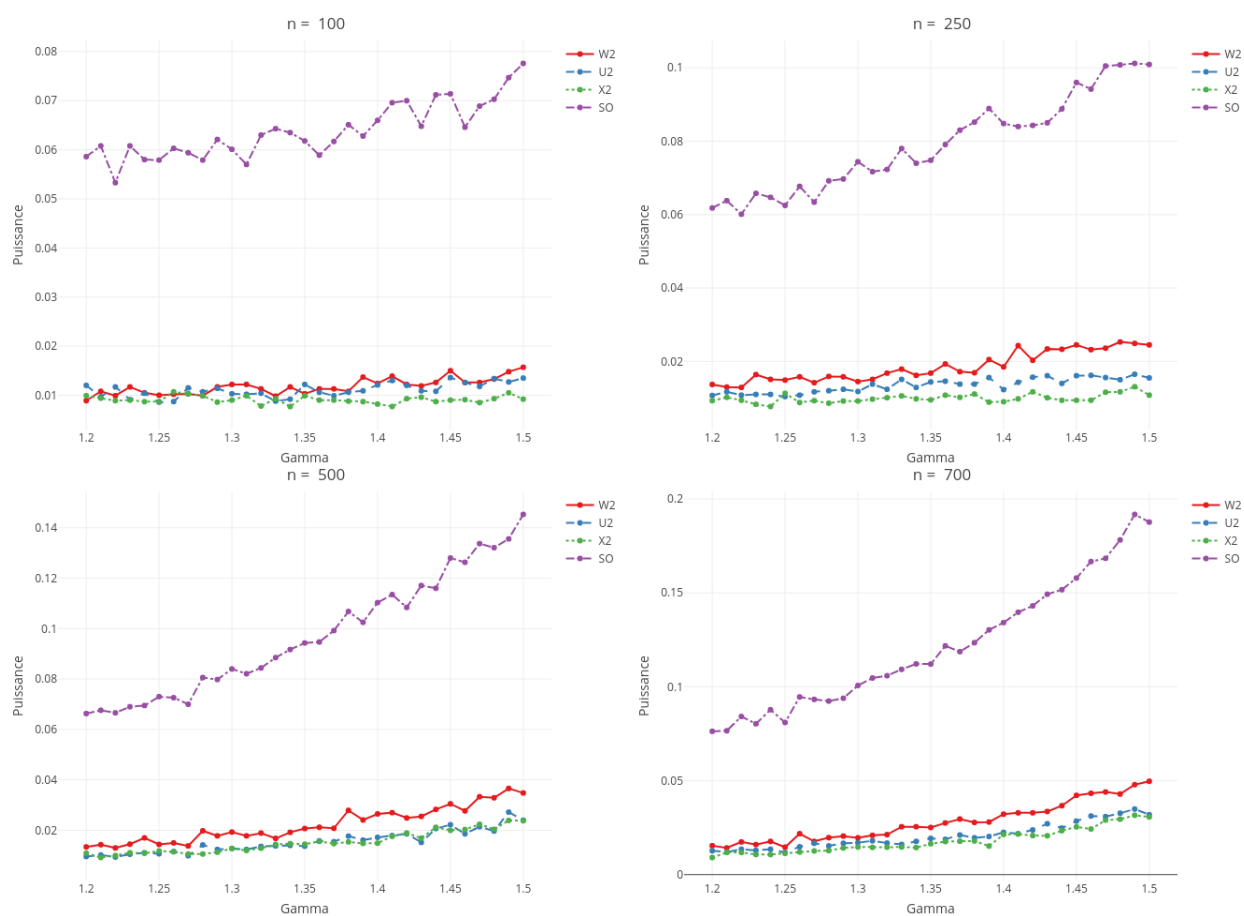 n = 100
0.08
0.07
0.06
0.05
0.04
0.03
0.02
0.01
Puissance
1.2 1.25 1.3 1.35 1.4 1.45 1.5
Gamma
W2
U2
X2
SO
n = 250
0.1
0.08
0.06
0.04
0.02
Puissance
1.2 1.25 1.3 1.35 1.4 1.45 1.5
Gamma
W2
U2
X2
SO
n = 500
0.14
0.12
0.1
0.08
0.06
0.04
0.02
Puissance
1.2 1.25 1.3 1.35 1.4 1.45 1.5
Gamma
W2
U2
X2
SO
n = 700
0.2
0.15
0.1
0.05
0
Puissance
1.2 1.25 1.3 1.35 1.4 1.45 1.5
Gamma
W2
U2
X2
SO